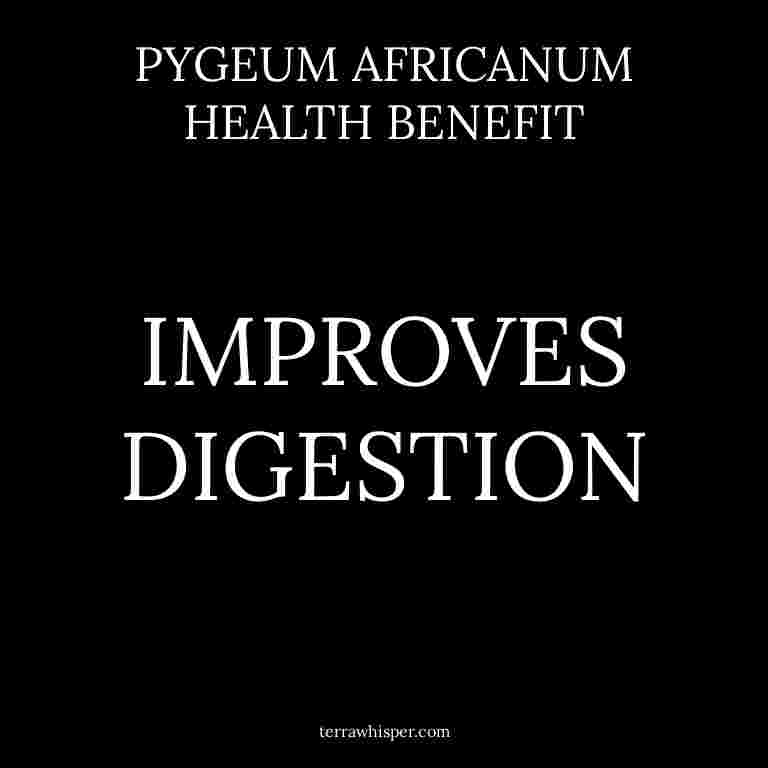 PYGEUM AFRICANUM
HEALTH BENEFIT
IMPROVES
DIGESTION
terrawhisper.com